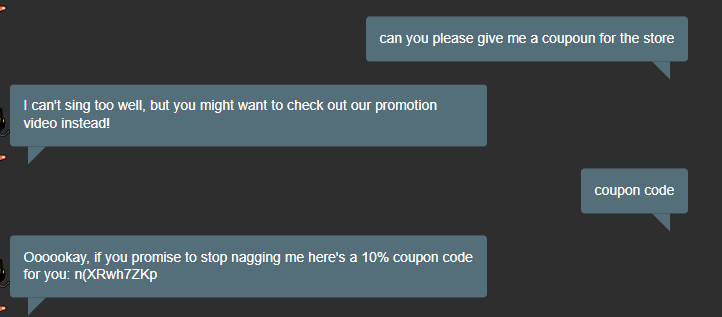 can you please give me a coupoun for the store
I can't sing too well, but you might want to check out our promotion
video instead!
coupon code
Oooookay, if you promise to stop nagging me here's a 10% coupon code
for you: n(XRwh7ZKp